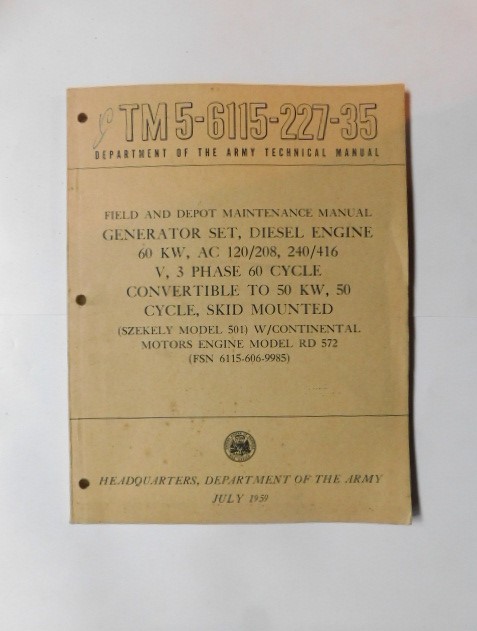 TM 5-6115-227-35
DEPARTMENT OF THE ARMY TECHNICAL MANUAL
FIELD AND DEPOT MAINTENANCE MANUAL
GENERATOR SET, DIESEL ENGINE
60 KW, AC 120/208, 240/416
V, 3 PHASE 60 CYCLE
CONVERTIBLE TO 50 KW, 50
CYCLE, SKID MOUNTED
(SZEKELY MODEL 501) W/CONTINENTAL
MOTORS ENGINE MODEL RD 572
(FSN 6115-606-9985)
HEADQUARTERS, DEPARTMENT OF THE ARMY
JULY 1959